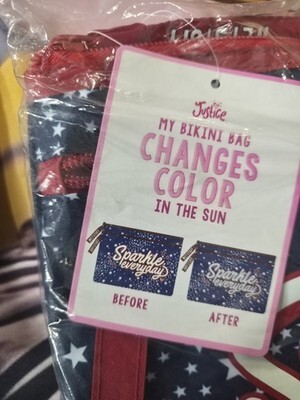 Justice
MY BIKINI BAG
CHANGES
COLOR
IN THE SUN
Sparkle
everyday
Sparkle
everyday
BEFORE
AFTER